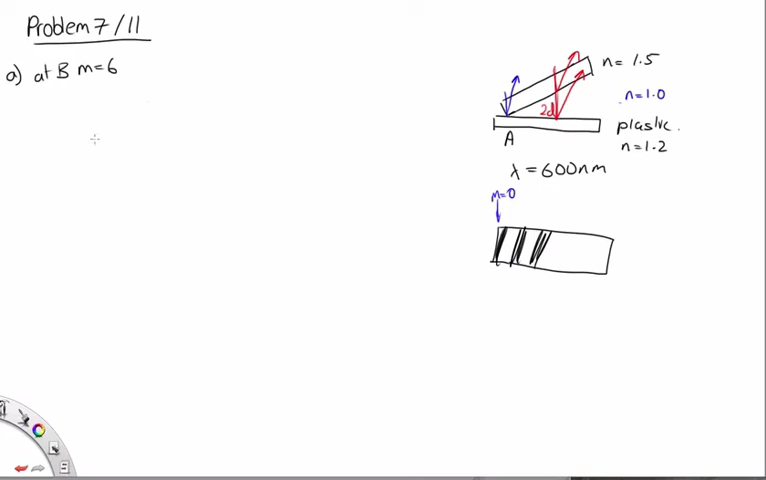 Problem 7/11
a) at B m=6
n= 1.5
n=1.0
2d
plastic.
n=1.2
A
λ = 600nm
m=0